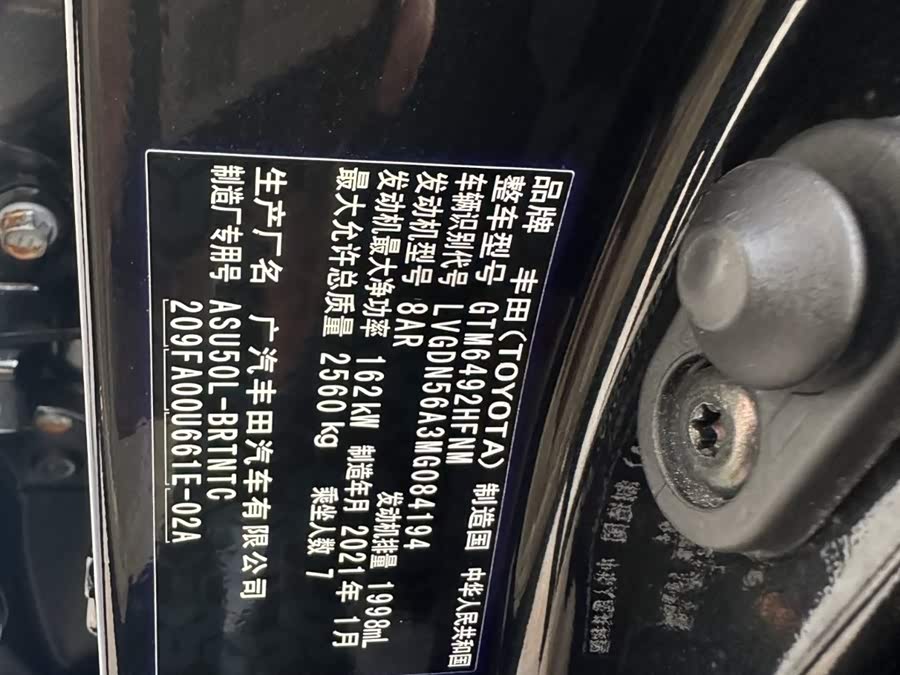 品牌 丰田(TOYOTA) 制造国 中华人民共和国
整车型号 GTM6492HFNM
车辆识别代号 LVGDN56A3MG084194
发动机型号 8AR 发动机排量 1998mL
发动机最大净功率 162kW 制造年月 2021年 1月
最大允许总质量 2560kg 乘坐人数 7
生产厂名 广汽丰田汽车有限公司
制造厂专用号 ASU50L-BRTNTC
209FA00U661E-02A